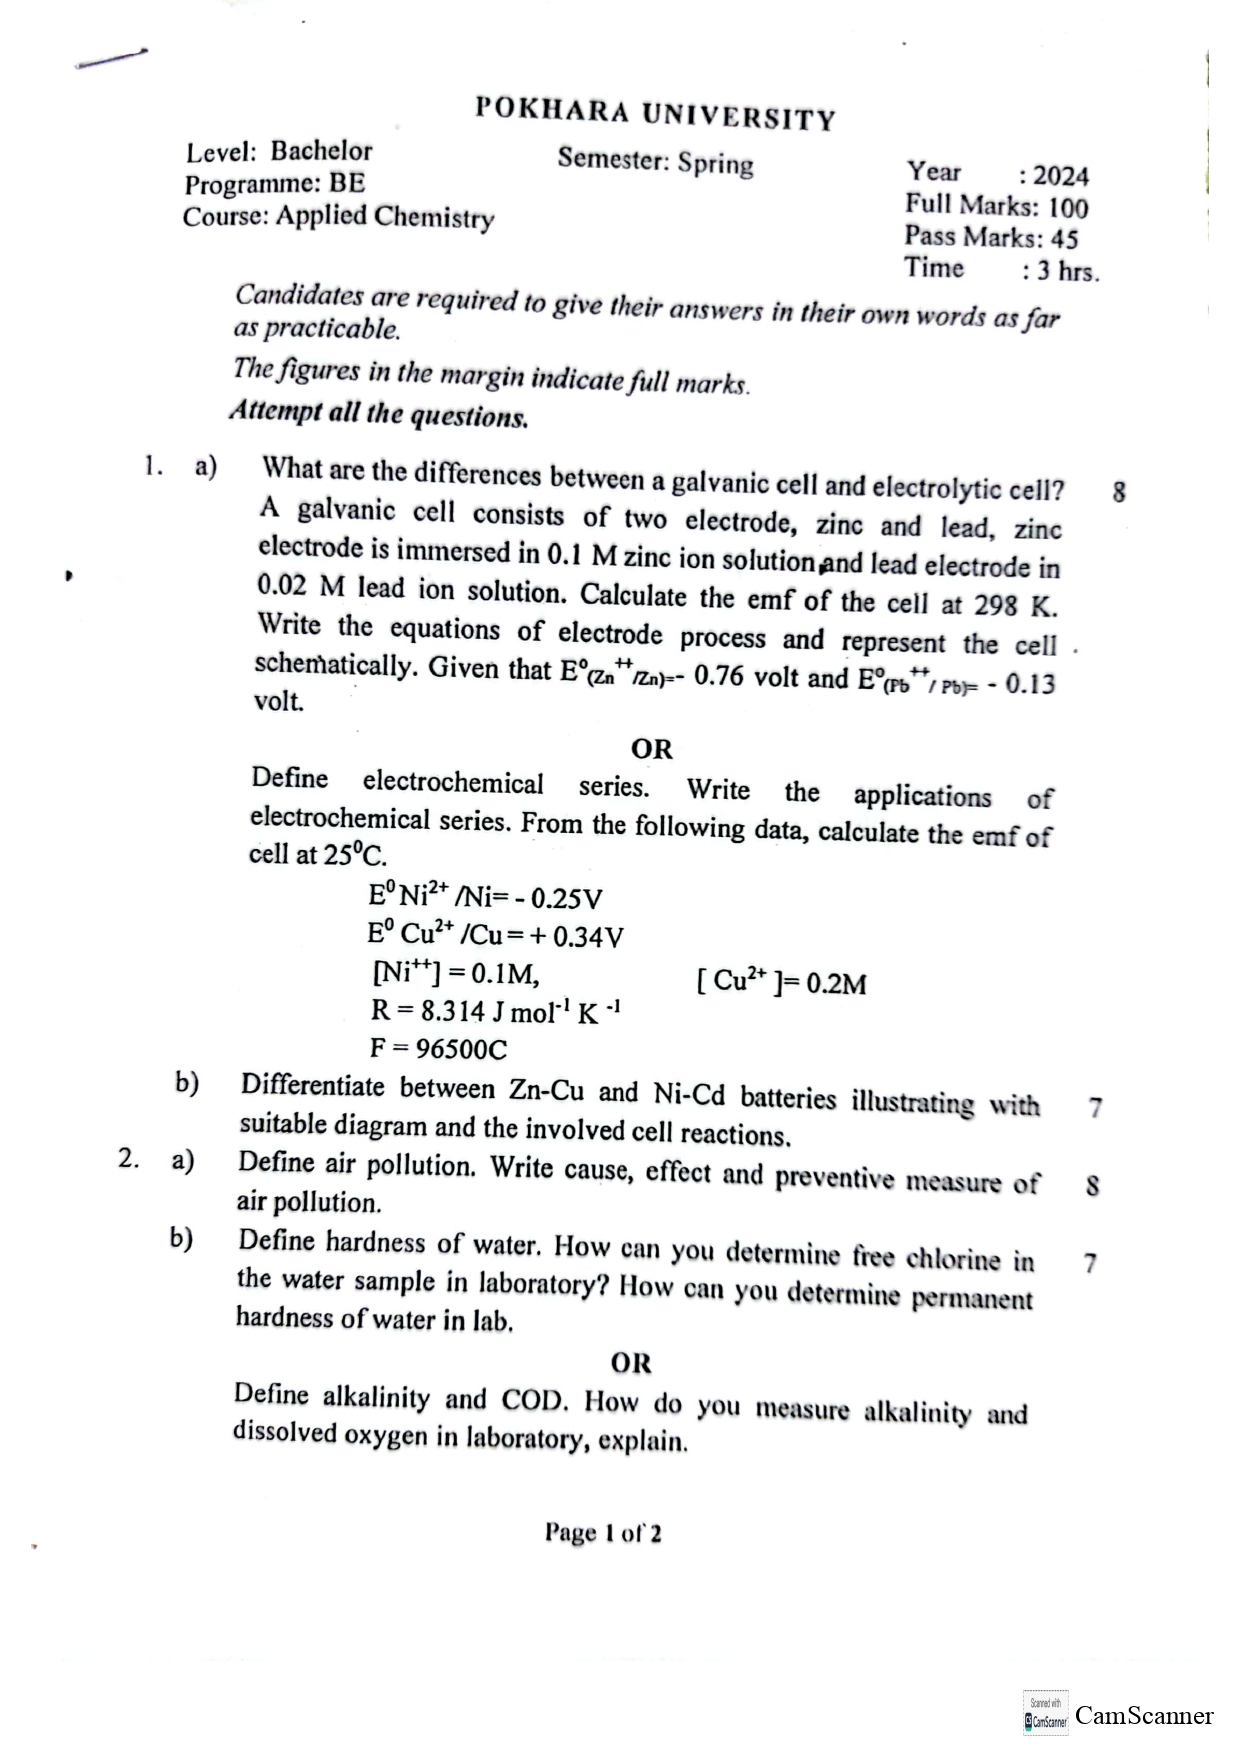 POKHARA UNIVERSITY
Level: Bachelor Semester: Spring Year : 2024
Programme: BE Full Marks: 100
Course: Applied Chemistry Pass Marks: 45
Time : 3 hrs.
Candidates are required to give their answers in their own words as far
as practicable.
The figures in the margin indicate full marks.
Attempt all the questions.
1. a) What are the differences between a galvanic cell and electrolytic cell? 8
A galvanic cell consists of two electrode, zinc and lead, zinc
electrode is immersed in 0.1 M zinc ion solution,and lead electrode in
0.02 M lead ion solution. Calculate the emf of the cell at 298 K.
Write the equations of electrode process and represent the cell
schematically. Given that E⁰(Zn⁺⁺/Zn)=- 0.76 volt and E⁰(Pb⁺⁺/ Pb)= - 0.13
volt.
OR
Define electrochemical series. Write the applications of
electrochemical series. From the following data, calculate the emf of
cell at 25⁰C.
E⁰ Ni²⁺ /Ni= - 0.25V
E⁰ Cu²⁺ /Cu = + 0.34V
[Ni⁺⁺] = 0.1M, [ Cu²⁺ ]= 0.2M
R = 8.314 J mol⁻¹ K ⁻¹
F = 96500C
b) Differentiate between Zn-Cu and Ni-Cd batteries illustrating with 7
suitable diagram and the involved cell reactions.
2. a) Define air pollution. Write cause, effect and preventive measure of 8
air pollution.
b) Define hardness of water. How can you determine free chlorine in 7
the water sample in laboratory? How can you determine permanent
hardness of water in lab.
OR
Define alkalinity and COD. How do you measure alkalinity and
dissolved oxygen in laboratory, explain.
Page 1 of 2
Scanned with
CamScanner
CamScanner